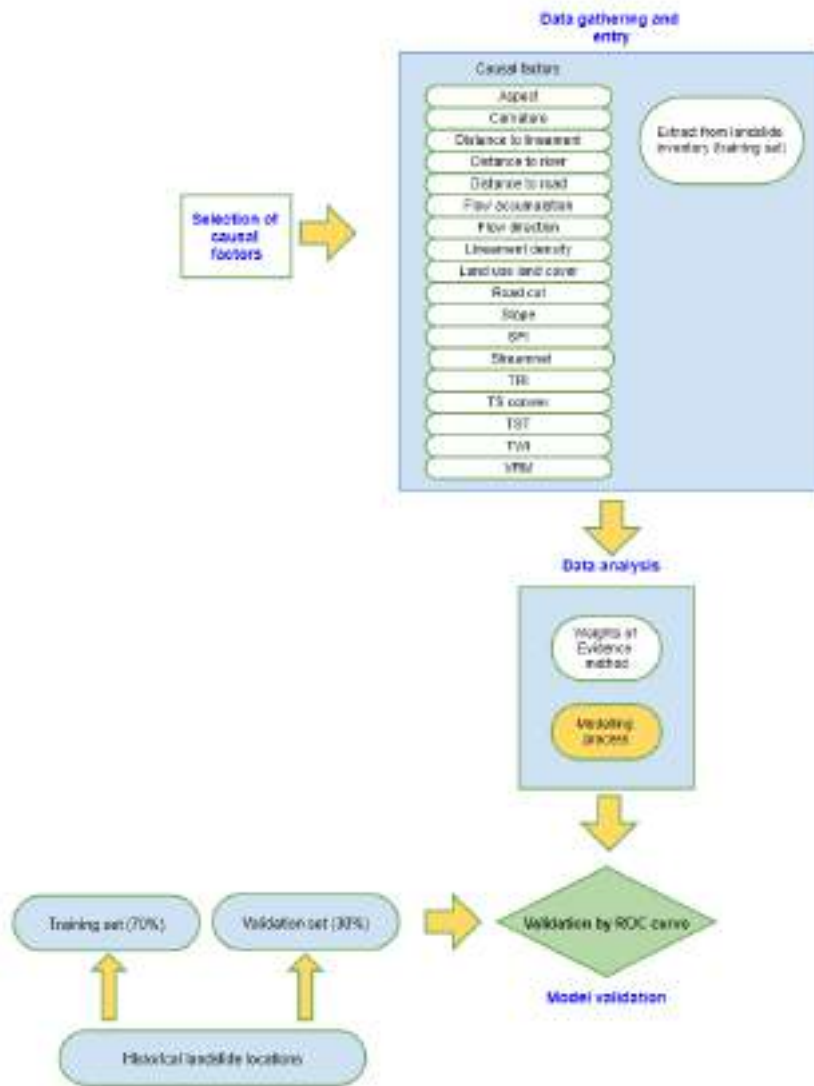 Data gathering and
entry
Causal factors
Aspect
Curvature
Distance to lineament
Distance to river
Distance to road
Flow accumulation
Flow direction
Lineament density
Land use land cover
Road cut
Slope
SPI
Streamnet
TRI
TS convex
TST
TWI
VRM
Extract from landslide
inventory (training set)
Selection of
causal
factors
Data analysis
Weights of
Evidence
method
Modelling
process
Training set (70%)
Validation set (30%)
Validation by ROC curve
Model validation
Historical landslide locations